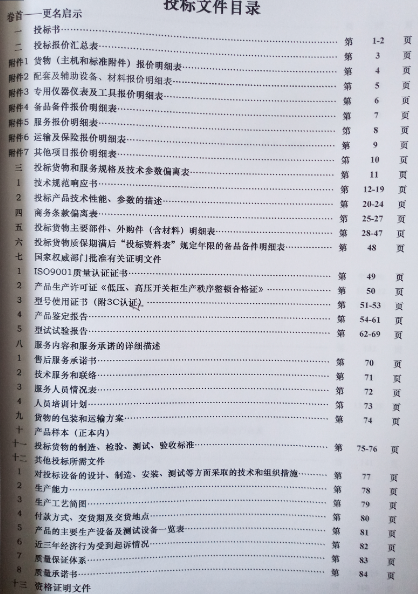 投标文件目录
卷首——更名启示
一 投标书 第 1-2 页
二 投标报价汇总表 第 3 页
附件1 货物（主机和标准附件）报价明细表 第 4 页
附件2 配套及辅助设备、材料报价明细表 第 5 页
附件3 专用仪器仪表及工具报价明细表 第 6 页
附件4 备品备件报价明细表 第 7 页
附件5 服务报价明细表 第 8 页
附件6 运输及保险报价明细表 第 9 页
附件7 其他项目报价明细表 第 10 页
三 投标货物和服务规格及技术参数偏离表 第 11 页
1 技术规范响应书 第 12-19 页
2 投标产品技术性能、参数的描述 第 20-24 页
四 商务条款偏离表 第 25-27 页
五 投标货物主要部件、外购件（含材料）明细表 第 28-47 页
六 投标货物质保期满后“投标资料表”规定年限的备品备件明细表 第 48 页
七 国家权威部门批准有关证明文件
1 ISO9001质量认证证书 第 49 页
2 产品生产许可证《低压、高压开关柜生产秩序整顿合格证》 第 50 页
3 型号使用证书（附3C认证） 第 51-53 页
4 产品鉴定报告 第 54-61 页
5 型试试验报告 第 62-69 页
八 服务内容和服务承诺的详细描述
1 售后服务承诺书 第 70 页
2 技术服务和联络 第 71 页
3 服务人员情况表 第 72 页
4 人员培训计划 第 73 页
九 货物的包装和运输方案 第 74 页
十 产品样本（正本内）
十一 投标货物的制造、检验、测试、验收标准 第 75-76 页
十二 其他投标所需文件
1 对投标设备的设计、制造、安装、测试等方面采取的技术和组织措施 第 77 页
2 生产能力 第 78 页
3 生产工艺简图 第 79 页
4 付款方式、交货期及交货地点 第 80 页
5 产品的主要生产设备及测试设备一览表 第 81 页
6 近三年经济行为受到起诉情况 第 82 页
7 质量保证体系 第 83 页
8 质量承诺书 第 84 页
十三 资格证明文件